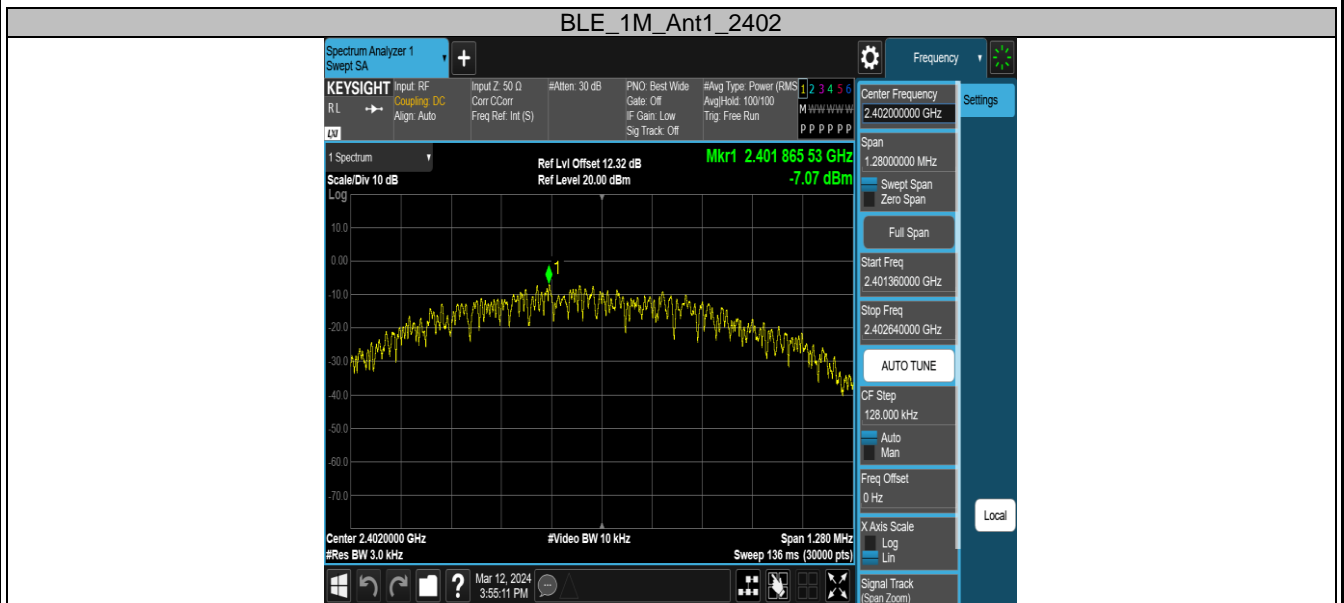 BLE_1M_Ant1_2402
Spectrum Analyzer 1
Swept SA
Frequency
KEYSIGHT
RL
LXI
Input: RF
Coupling: DC
Align: Auto
Input Z: 50 Ω
Corr CCorr
Freq Ref: Int (S)
#Atten: 30 dB
PNO: Best Wide
Gate: Off
IF Gain: Low
Sig Track: Off
#Avg Type: Power (RMS
Avg|Hold: 100/100
Trig: Free Run
1 2 3 4 5 6
M W W W W W
P P P P P P
1 Spectrum
Scale/Div 10 dB
Ref Lvl Offset 12.32 dB
Ref Level 20.00 dBm
Mkr1 2.401 865 53 GHz
-7.07 dBm
Log
10.0
0.00
-10.0
-20.0
-30.0
-40.0
-50.0
-60.0
-70.0
1
Center 2.4020000 GHz
#Res BW 3.0 kHz
#Video BW 10 kHz
Span 1.280 MHz
Sweep 136 ms (30000 pts)
Mar 12, 2024
3:55:11 PM
Center Frequency
2.402000000 GHz
Settings
Span
1.28000000 MHz
Swept Span
Zero Span
Full Span
Start Freq
2.401360000 GHz
Stop Freq
2.402640000 GHz
AUTO TUNE
CF Step
128.000 kHz
Auto
Man
Freq Offset
0 Hz
X Axis Scale
Log
Lin
Local
Signal Track
(Span Zoom)